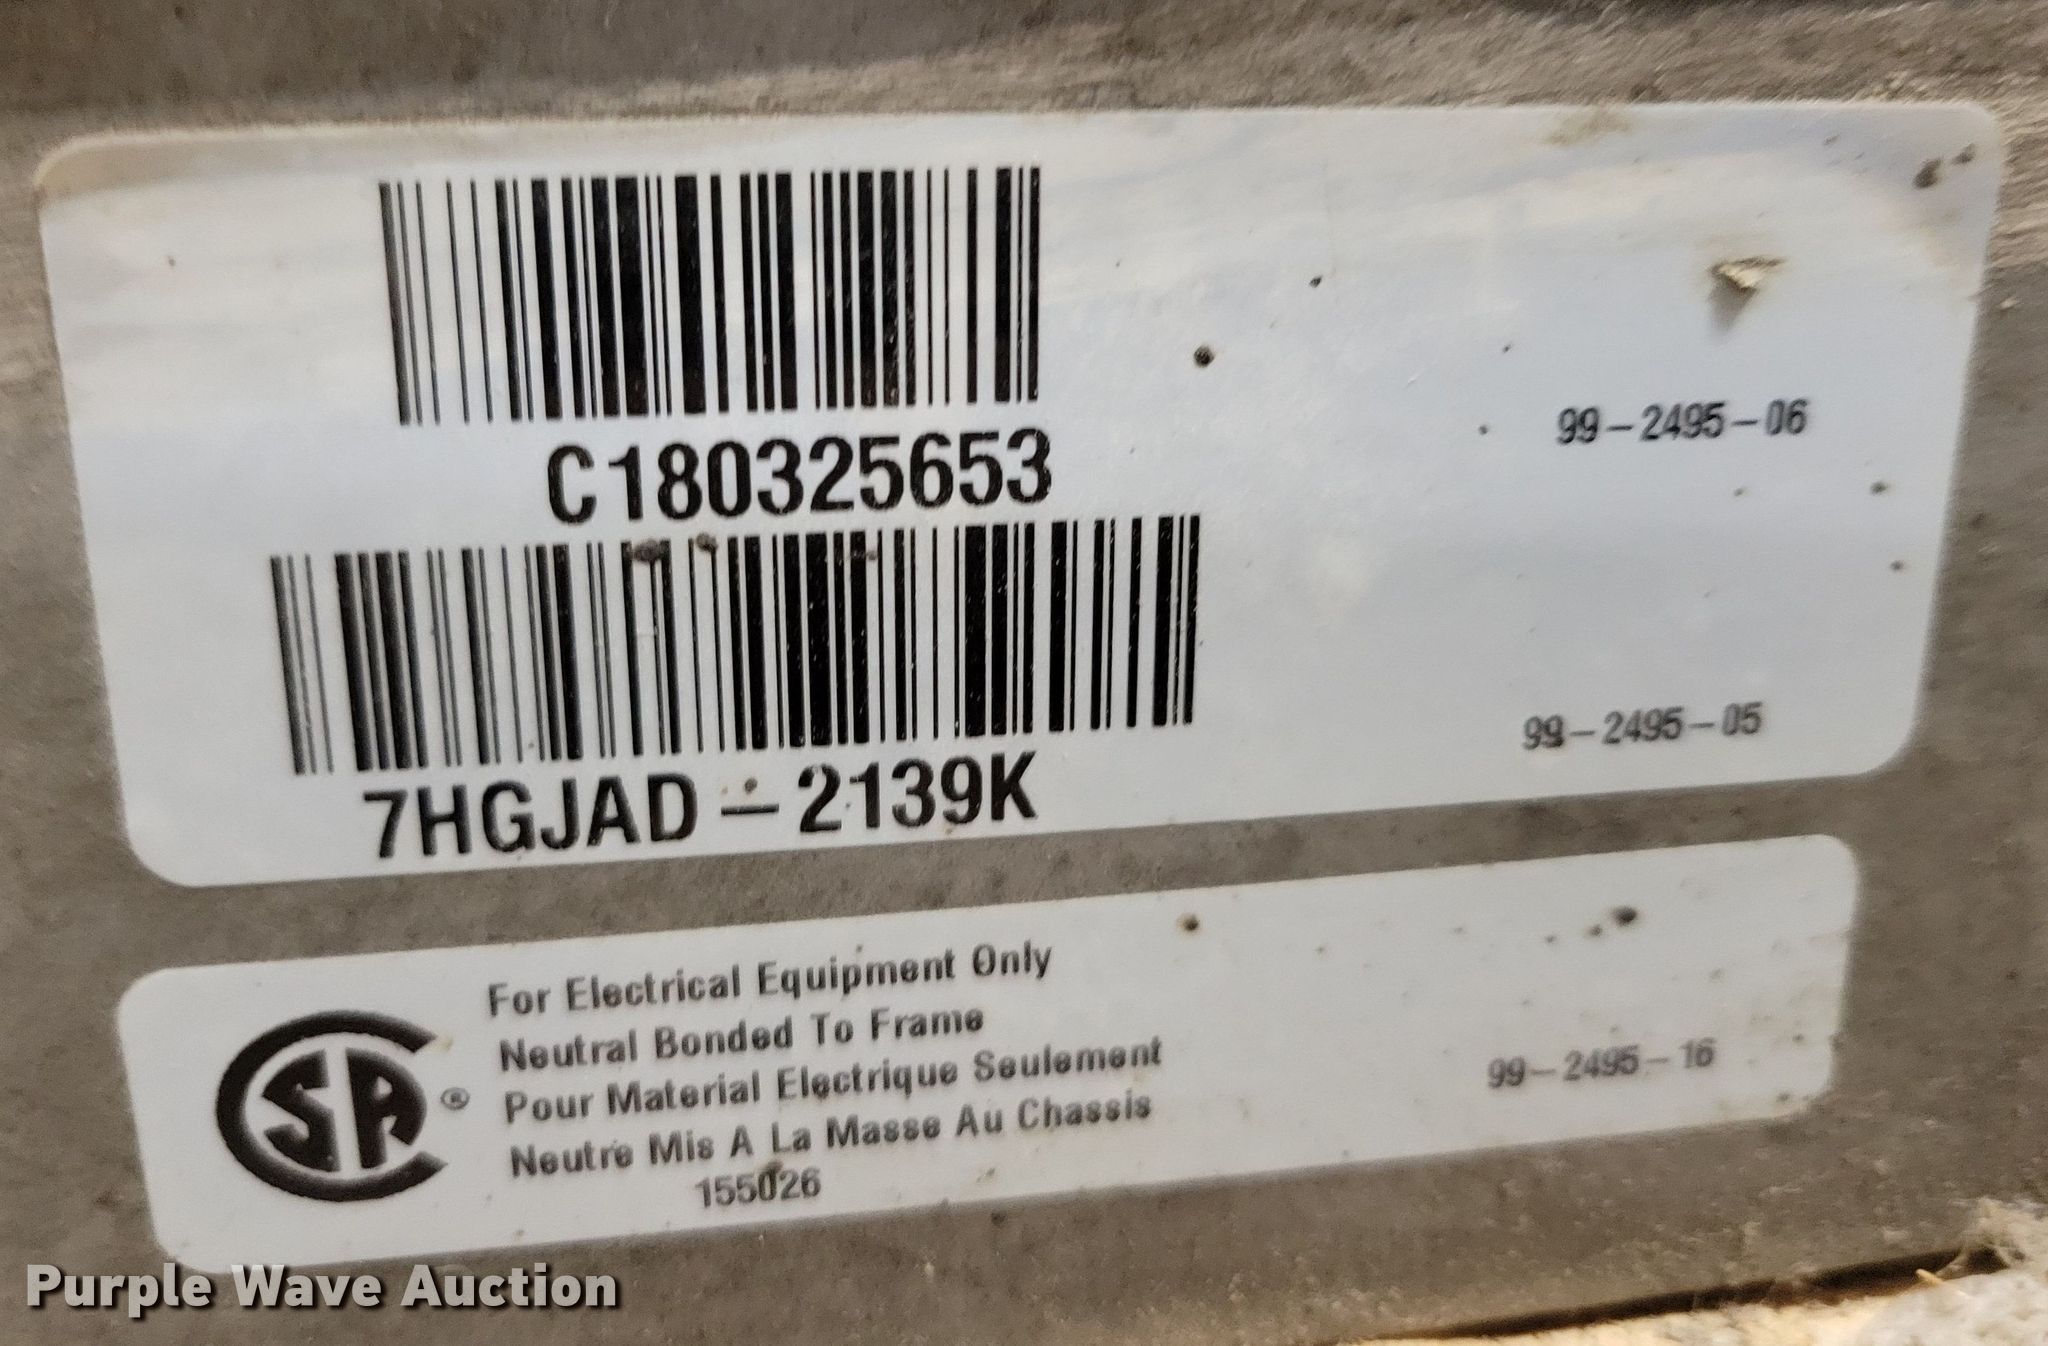 C180325653
99-2495-06
7HGJAD-2139K
99-2495-05
CSA®
For Electrical Equipment Only
Neutral Bonded To Frame
Pour Material Electrique Seulement
Neutre Mis A La Masse Au Chassis
155026
99-2495-16
Purple Wave Auction